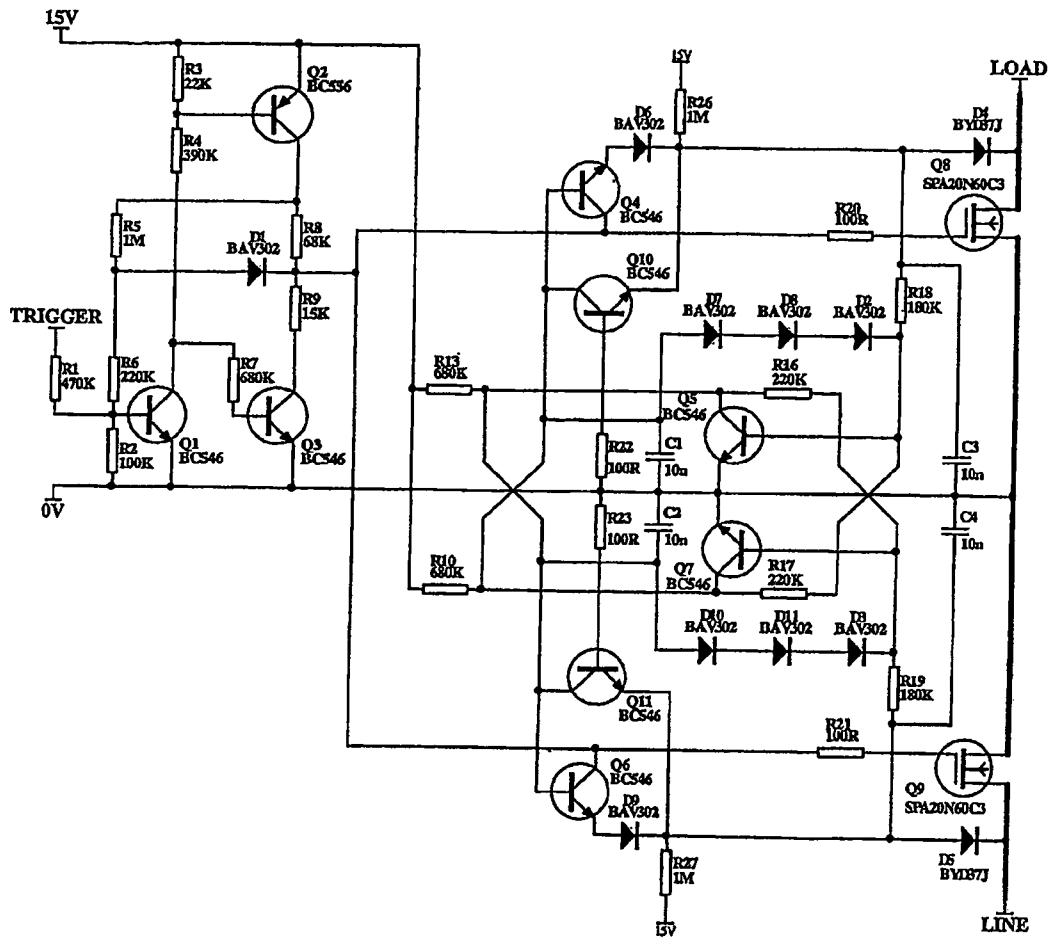 15V
R3
22K
Q2
BC556
R4
390K
R5
1M
D1
BAV302
R8
68K
R9
15K
TRIGGER
R1
470K
R6
220K
R7
680K
Q1
BC546
Q3
BC546
R2
100K
0V
15V
R26
1M
D6
BAV302
Q4
BC546
Q10
BC546
LOAD
D4
BYD37J
Q8
SPA20N60C3
R20
100R
R18
180K
D7
BAV302
D8
BAV302
D2
BAV302
R13
680K
R16
220K
Q5
BC546
R22
100R
C1
10n
C3
10n
R23
100R
C2
10n
C4
10n
R10
680K
Q7
BC546
R17
220K
D10
BAV302
D11
BAV302
D3
BAV302
Q11
BC546
R19
180K
R21
100R
Q6
BC546
D9
BAV302
Q9
SPA20N60C3
R27
1M
D5
BYD37J
15V
LINE